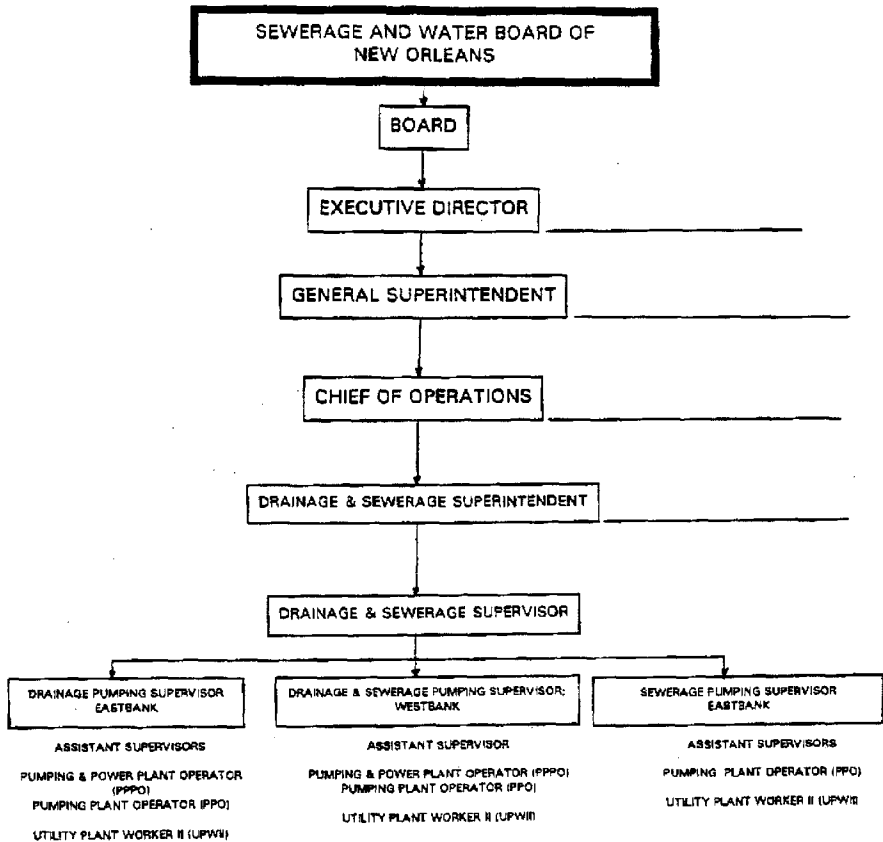 SEWERAGE AND WATER BOARD OF
NEW ORLEANS
BOARD
EXECUTIVE DIRECTOR
GENERAL SUPERINTENDENT
CHIEF OF OPERATIONS
DRAINAGE & SEWERAGE SUPERINTENDENT
DRAINAGE & SEWERAGE SUPERVISOR
DRAINAGE PUMPING SUPERVISOR
EASTBANK
ASSISTANT SUPERVISORS
PUMPING & POWER PLANT OPERATOR
(PPPO)
PUMPING PLANT OPERATOR (PPO)
UTILITY PLANT WORKER II (UPWII)
DRAINAGE & SEWERAGE PUMPING SUPERVISOR:
WESTBANK
ASSISTANT SUPERVISOR
PUMPING & POWER PLANT OPERATOR (PPPO)
PUMPING PLANT OPERATOR (PPO)
UTILITY PLANT WORKER II (UPWII)
SEWERAGE PUMPING SUPERVISOR
EASTBANK
ASSISTANT SUPERVISORS
PUMPING PLANT OPERATOR (PPO)
UTILITY PLANT WORKER II (UPWII)